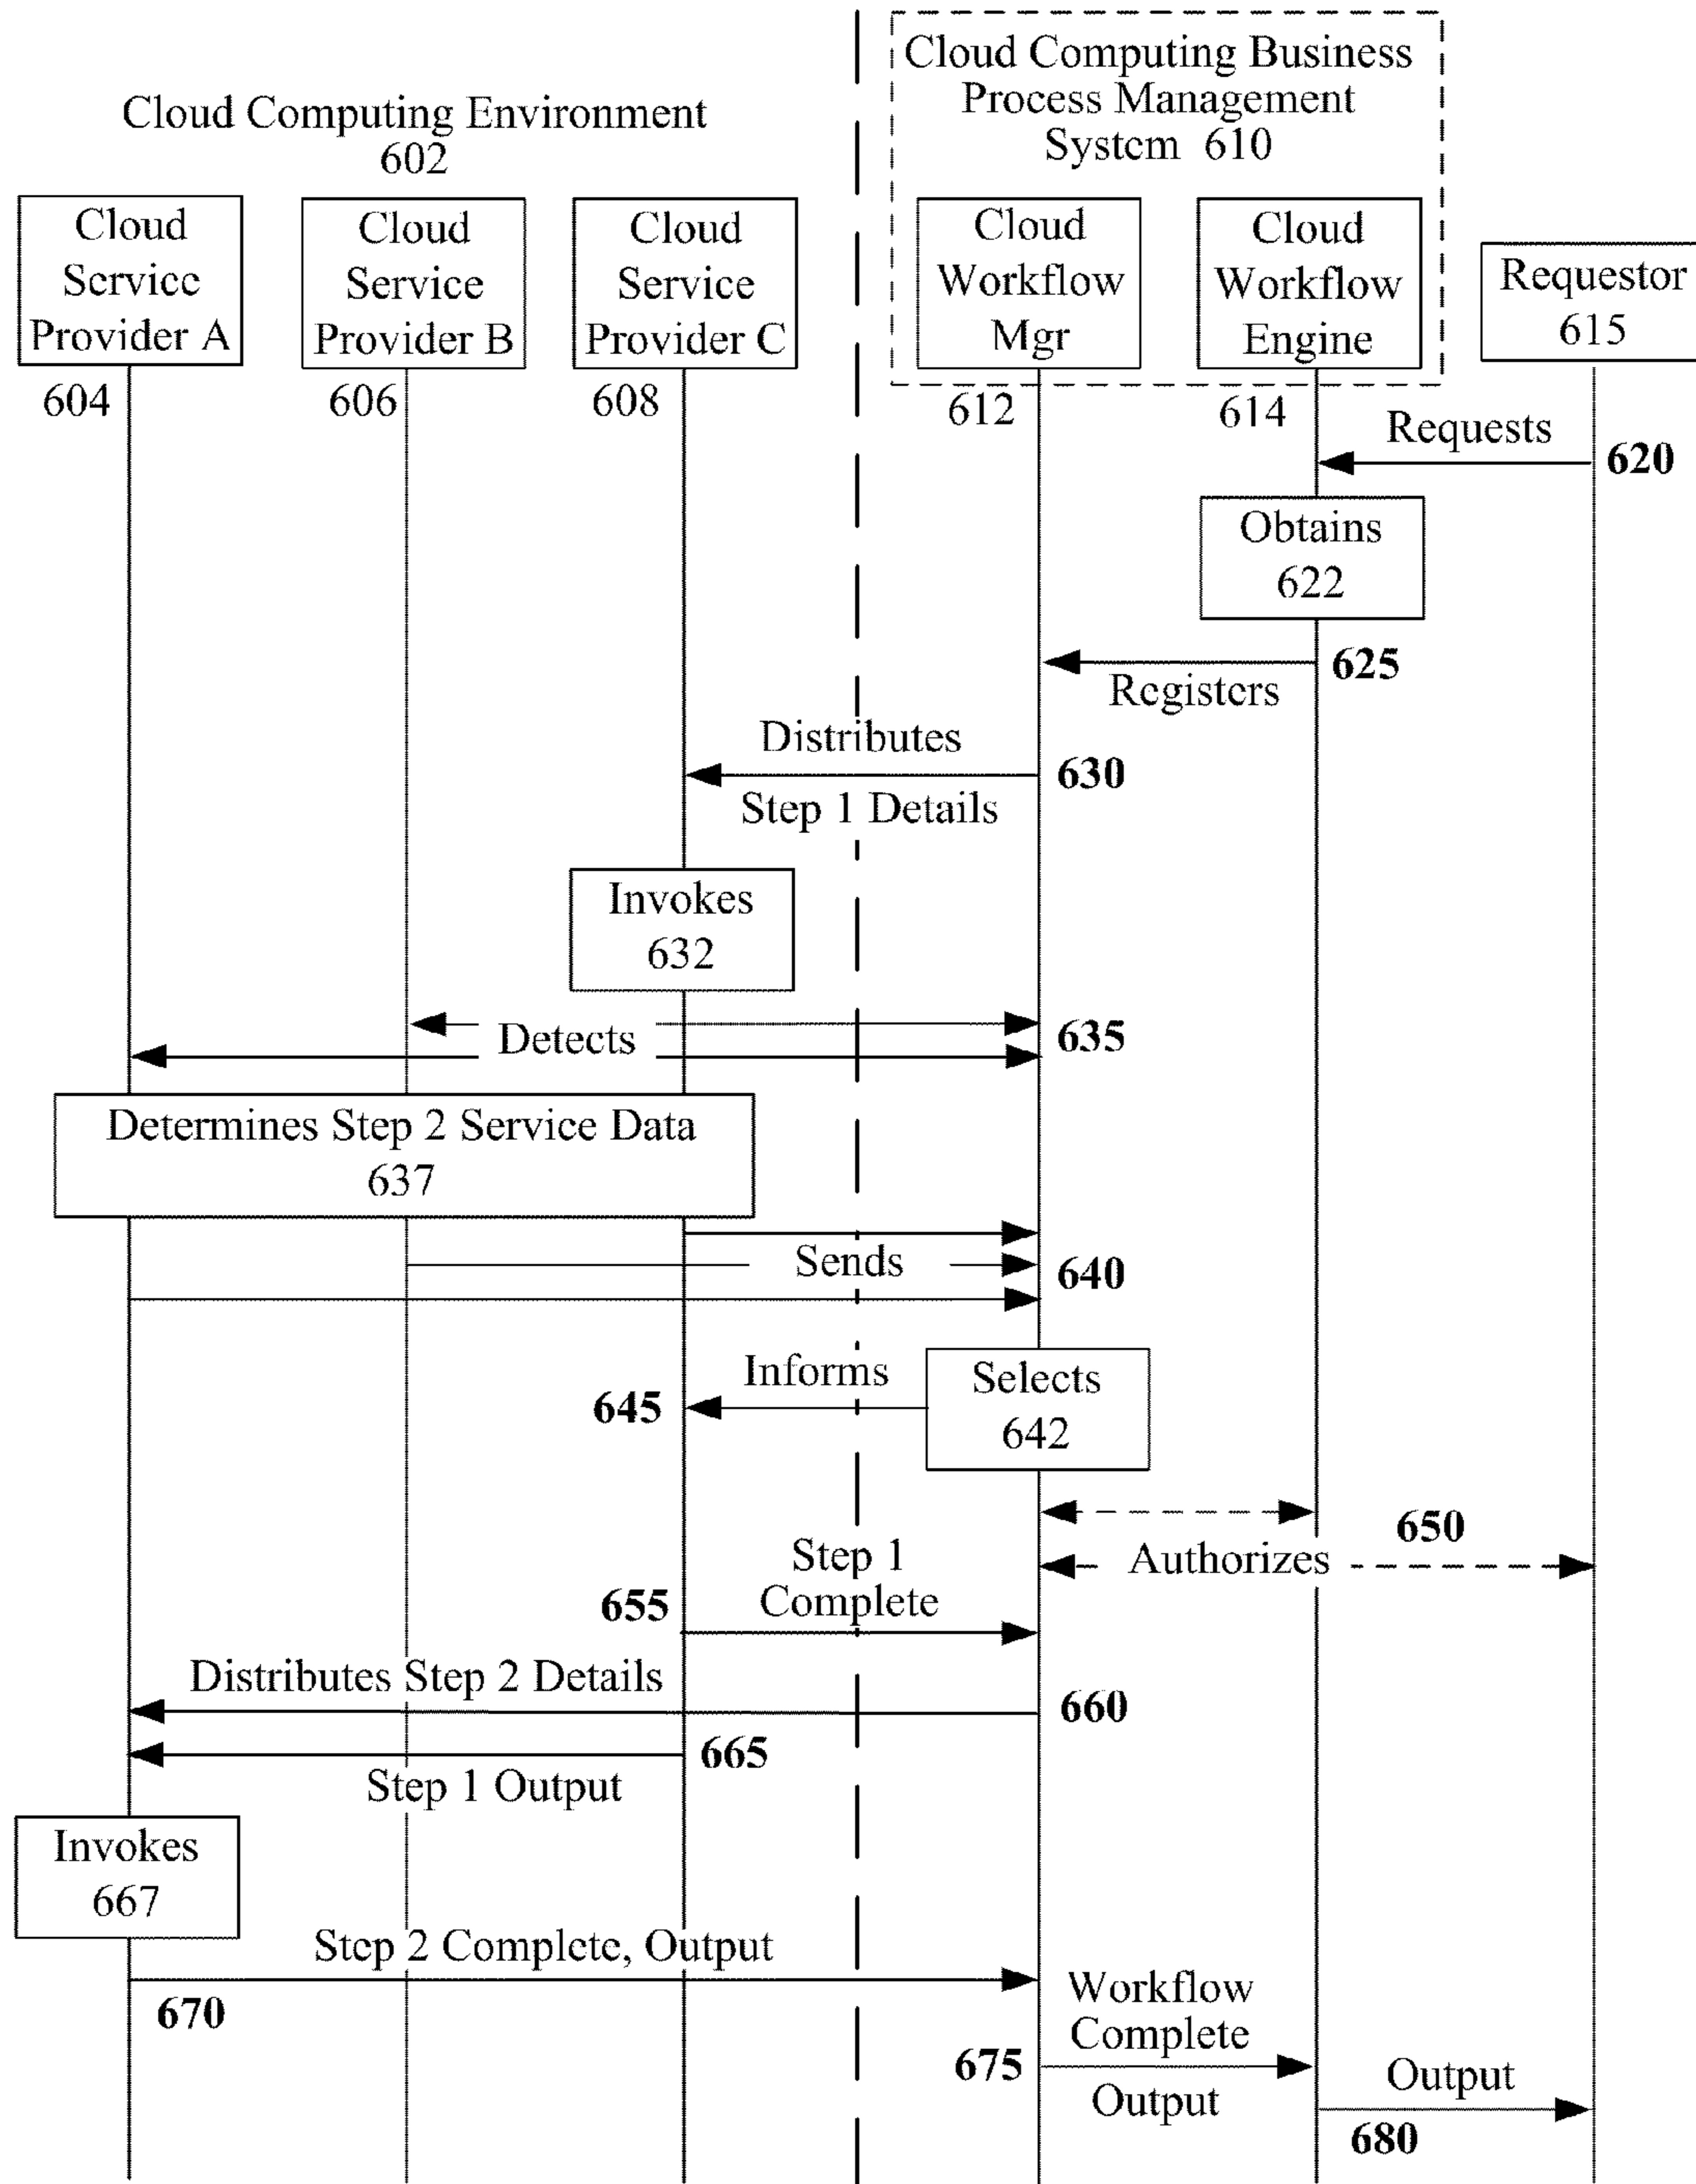 Cloud Computing Environment
602
Cloud Computing Business
Process Management
System 610
Cloud
Service
Provider A
Cloud
Service
Provider B
Cloud
Service
Provider C
Cloud
Workflow
Mgr
Cloud
Workflow
Engine
Requestor
615
604
606
608
612
614
Requests
620
Obtains
622
625
Registers
Distributes
630
Step 1 Details
Invokes
632
Detects
635
Determines Step 2 Service Data
637
Sends
640
Informs
645
Selects
642
650
Authorizes
Step 1
Complete
655
Distributes Step 2 Details
660
665
Step 1 Output
Invokes
667
Step 2 Complete, Output
670
Workflow
Complete
675
Output
Output
680